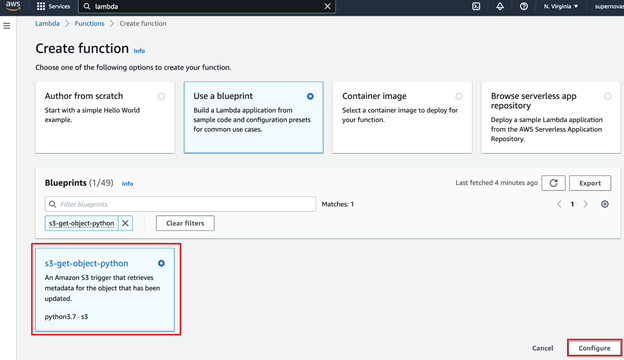 aws
Services
lambda
N. Virginia
supernovas
Lambda > Functions > Create function
Create function Info
Choose one of the following options to create your function.
Author from scratch
Start with a simple Hello World
example.
Use a blueprint
Build a Lambda application from
sample code and configuration presets
for common use cases.
Container image
Select a container image to deploy for
your function.
Browse serverless app
repository
Deploy a sample Lambda application
from the AWS Serverless Application
Repository.
Blueprints (1/49) Info
Last fetched 4 minutes ago
Export
Filter blueprints
Matches: 1
1
s3-get-object-python
Clear filters
s3-get-object-python
An Amazon S3 trigger that retrieves
metadata for the object that has been
updated.
python3.7 · s3
Cancel
Configure